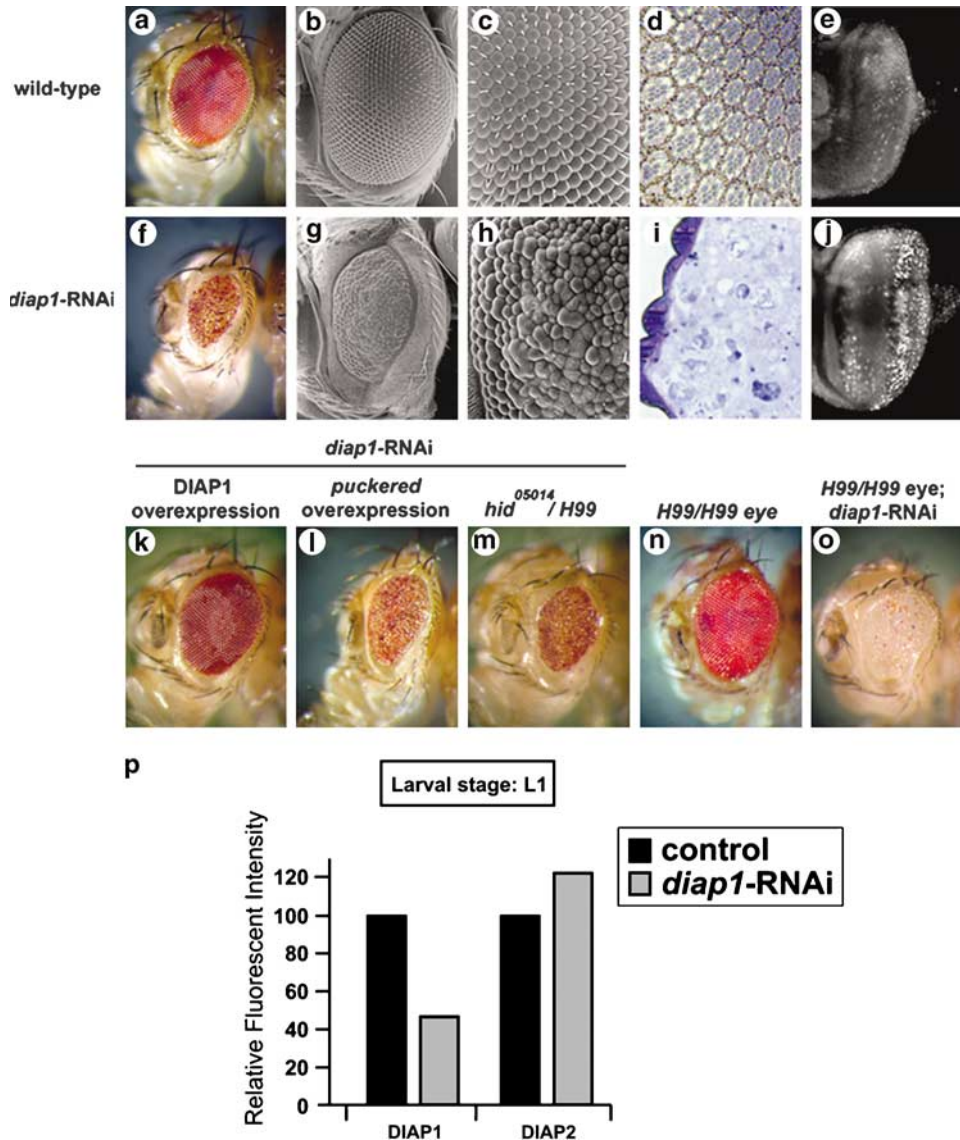 a b c d e
wild-type
f g h i j
diap1-RNAi
diap1-RNAi
DIAP1 overexpression
puckered overexpression
hid05014/ H99
H99/H99 eye
H99/H99 eye; diap1-RNAi
k l m n o
p
Larval stage: L1
control
diap1-RNAi
Relative Fluorescent Intensity
120
100
80
60
40
20
0
DIAP1 DIAP2